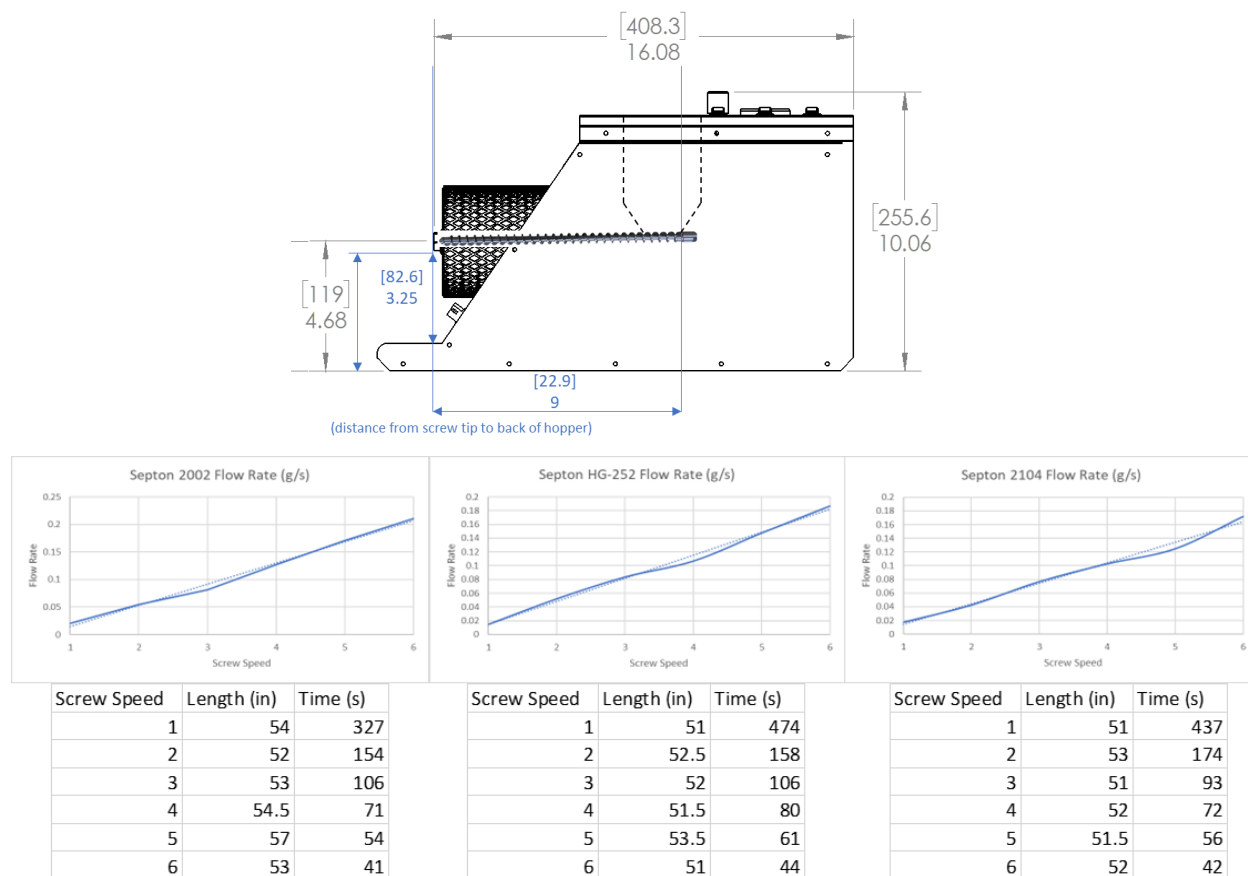 [408.3]
16.08
[255.6]
10.06
[82.6]
3.25
[119]
4.68
[22.9]
9
(distance from screw tip to back of hopper)
Septon 2002 Flow Rate (g/s)
0.25
0.2
0.15
0.1
0.05
0
Flow Rate
1 2 3 4 5 6
Screw Speed
Septon HG-252 Flow Rate (g/s)
0.2
0.18
0.16
0.14
0.12
0.1
0.08
0.06
0.04
0.02
0
Flow Rate
1 2 3 4 5 6
Screw Speed
Septon 2104 Flow Rate (g/s)
0.2
0.18
0.16
0.14
0.12
0.1
0.08
0.06
0.04
0.02
0
Flow Rate
1 2 3 4 5 6
Screw Speed
Screw Speed Length (in) Time (s)
1 54 327
2 52 154
3 53 106
4 54.5 71
5 57 54
6 53 41
Screw Speed Length (in) Time (s)
1 51 474
2 52.5 158
3 52 106
4 51.5 80
5 53.5 61
6 51 44
Screw Speed Length (in) Time (s)
1 51 437
2 53 174
3 51 93
4 52 72
5 51.5 56
6 52 42